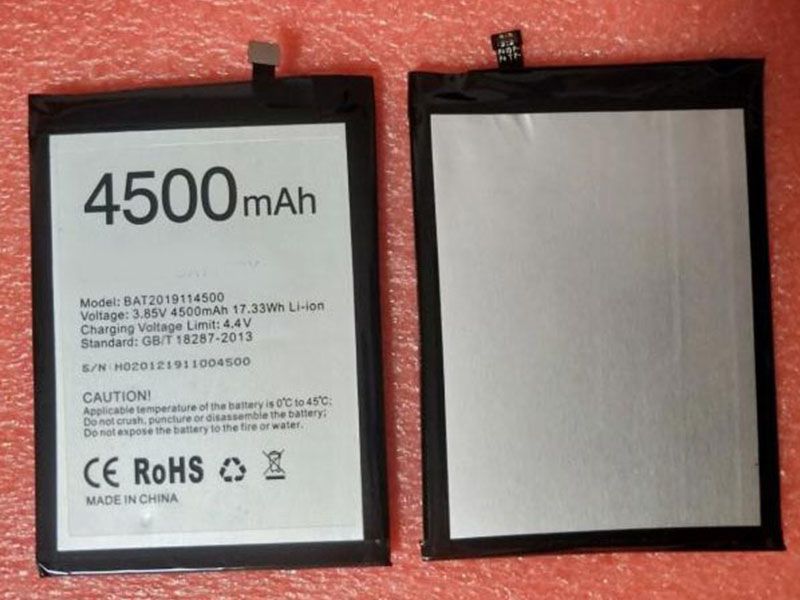 4500mAh
Model: BAT2019114500
Voltage: 3.85V 4500mAh 17.33Wh Li-ion
Charging Voltage Limit: 4.4V
Standard: GB/T 18287-2013
S/N: H020121911004500
CAUTION!
Applicable temperature of the battery is 0℃ to 45℃;
Do not crush, puncture or disassemble the battery;
Do not expose the battery to the fire or water.
CE RoHS
MADE IN CHINA